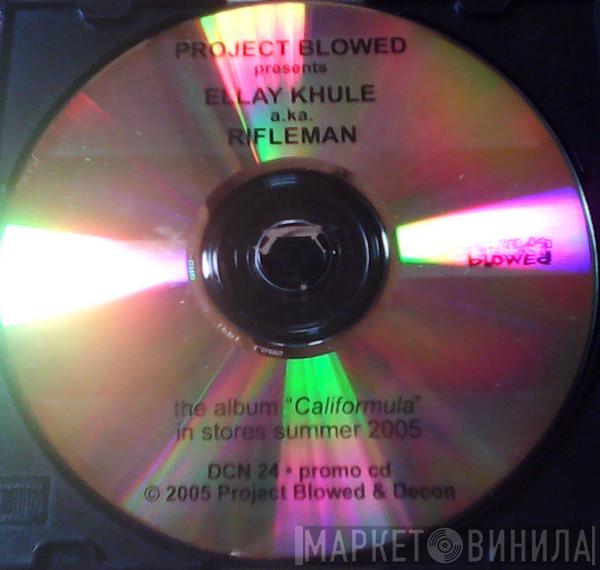 PROJECT BLOWED
presents
ELLAY KHULE
a.k.a.
RIFLEMAN
BLOWED
the album "Califormula"
in stores summer 2005
DCN 24 • promo cd
© 2005 Project Blowed & Decon
МАРКЕТ ВИНИЛА